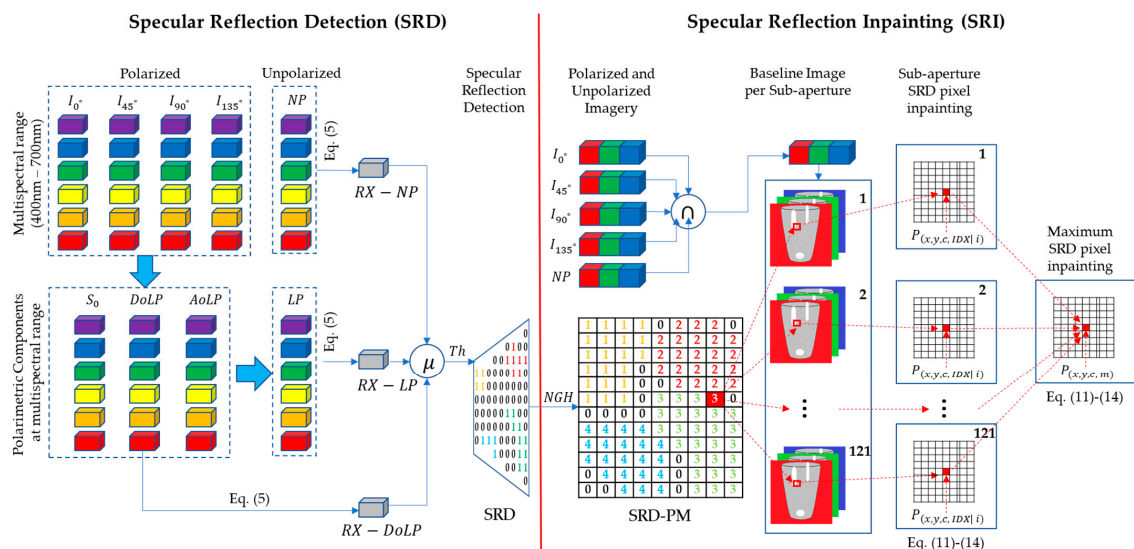 Specular Reflection Detection (SRD)
Specular Reflection Inpainting (SRI)
Polarized
Unpolarized
Specular
Reflection
Detection
Multispectral range
(400nm – 700nm)
I₀°
I₄₅°
I₉₀°
I₁₃₅°
NP
Eq. (5)
RX − NP
Polarimetric Components
at multispectral range
S₀
DoLP
AoLP
LP
Eq. (5)
RX − LP
μ
Th
Eq. (5)
RX − DoLP
SRD
NGH
Polarized and
Unpolarized
Imagery
I₀°
I₄₅°
I₉₀°
I₁₃₅°
NP
∩
SRD-PM
Baseline Image
per Sub-aperture
1
2
⋮
121
Sub-aperture
SRD pixel
inpainting
1
P(x,y,c,IDX| i)
2
P(x,y,c,IDX| i)
⋮
121
P(x,y,c,IDX| i)
Eq. (11)-(14)
Maximum
SRD pixel
inpainting
P(x,y,c, m)
Eq. (11)-(14)